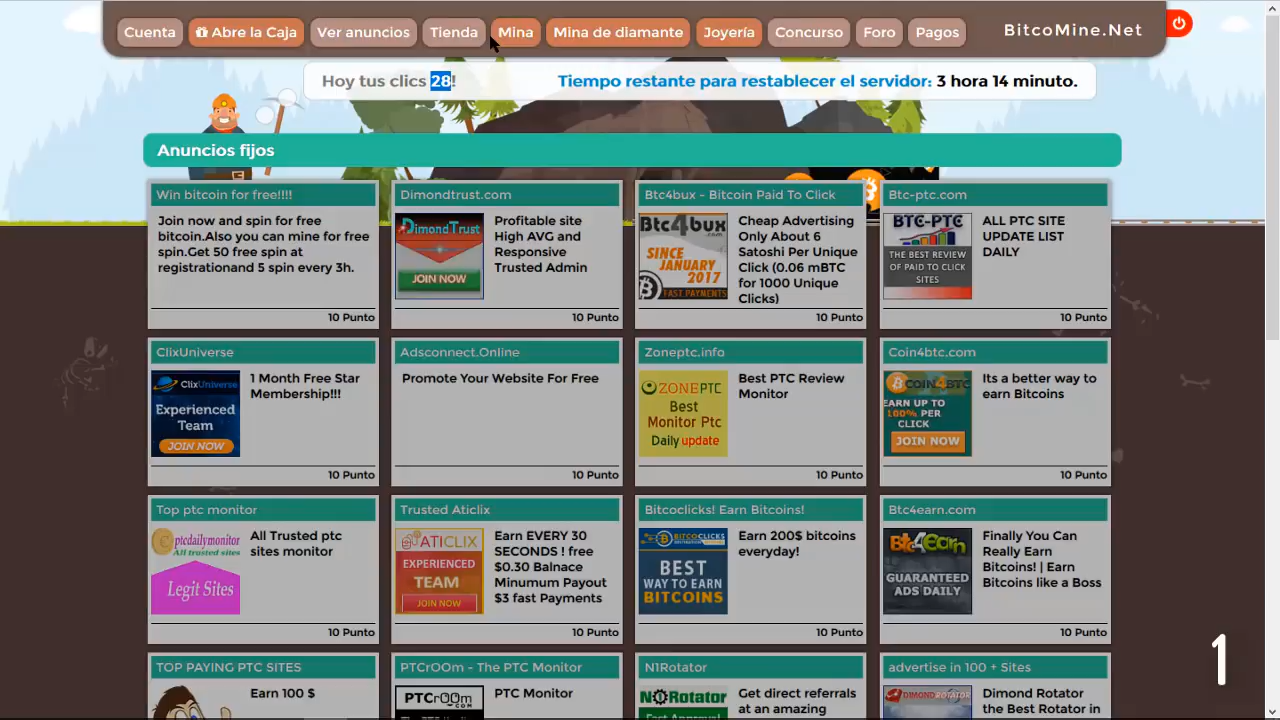 Cuenta
Abre la Caja
Ver anuncios
Tienda
Mina
Mina de diamante
Joyería
Concurso
Foro
Pagos
BitcoMine.Net
Hoy tus clics 28!
Tiempo restante para restablecer el servidor: 3 hora 14 minuto.
Anuncios fijos
Win bitcoin for free!!!!
Join now and spin for free
bitcoin.Also you can mine for free
spin.Get 50 free spin at
registrationand 5 spin every 3h.
10 Punto
Dimondtrust.com
DIMONDTRUST
JOIN NOW
Profitable site
High AVG and
Responsive
Trusted Admin
10 Punto
Btc4bux - Bitcoin Paid To Click
Btc4bux
.com
SINCE
JANUARY
2017
FAST PAYMENTS
Cheap Advertising
Only About 6
Satoshi Per Unique
Click (0.06 mBTC
for 1000 Unique
Clicks)
10 Punto
Btc-ptc.com
BTC-PTC
THE BEST REVIEW
OF PAID TO CLICK
SITES
ALL PTC SITE
UPDATE LIST
DAILY
10 Punto
ClixUniverse
CLIXUNIVERSE
Experienced
Team
JOIN NOW
1 Month Free Star
Membership!!!
10 Punto
Adsconnect.Online
Promote Your Website For Free
10 Punto
Zoneptc.info
ZONEPTC
Best
Monitor Ptc
Daily update
Best PTC Review
Monitor
10 Punto
Coin4btc.com
COIN4BTC
EARN UP TO
100% PER
CLICK
JOIN NOW
Its a better way to
earn Bitcoins
10 Punto
Top ptc monitor
ptcdailymonitor
All trusted sites
Legit Sites
All Trusted ptc
sites monitor
10 Punto
Trusted Aticlix
ATICLIX
EXPERIENCED
TEAM
JOIN NOW
Earn EVERY 30
SECONDS ! free
$0.30 Balnace
Minumum Payout
$3 fast Payments
10 Punto
Bitcoclicks! Earn Bitcoins!
BITCOCLICKS
BEST
WAY TO EARN
BITCOINS
Earn 200$ bitcoins
everyday!
10 Punto
Btc4earn.com
Btc4Earn
GUARANTEED
ADS DAILY
Finally You Can
Really Earn
Bitcoins! | Earn
Bitcoins like a Boss
10 Punto
TOP PAYING PTC SITES
Earn 100 $
PTCrOOm - The PTC Monitor
PTCrOOm
.COM
PTC Monitor
N1Rotator
N1Rotator
Get direct referrals
at an amazing
advertise in 100 + Sites
DIMOND ROTATOR
Dimond Rotator
the Best Rotator in
1